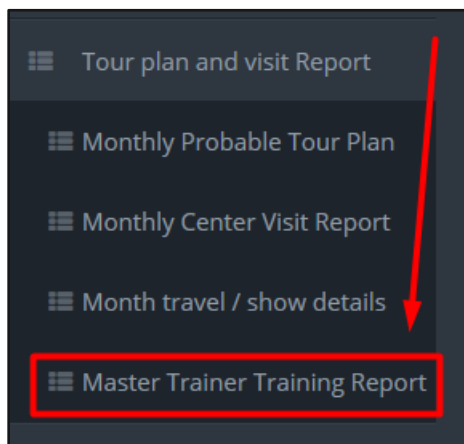 Tour plan and visit Report
Monthly Probable Tour Plan
Monthly Center Visit Report
Month travel / show details
Master Trainer Training Report